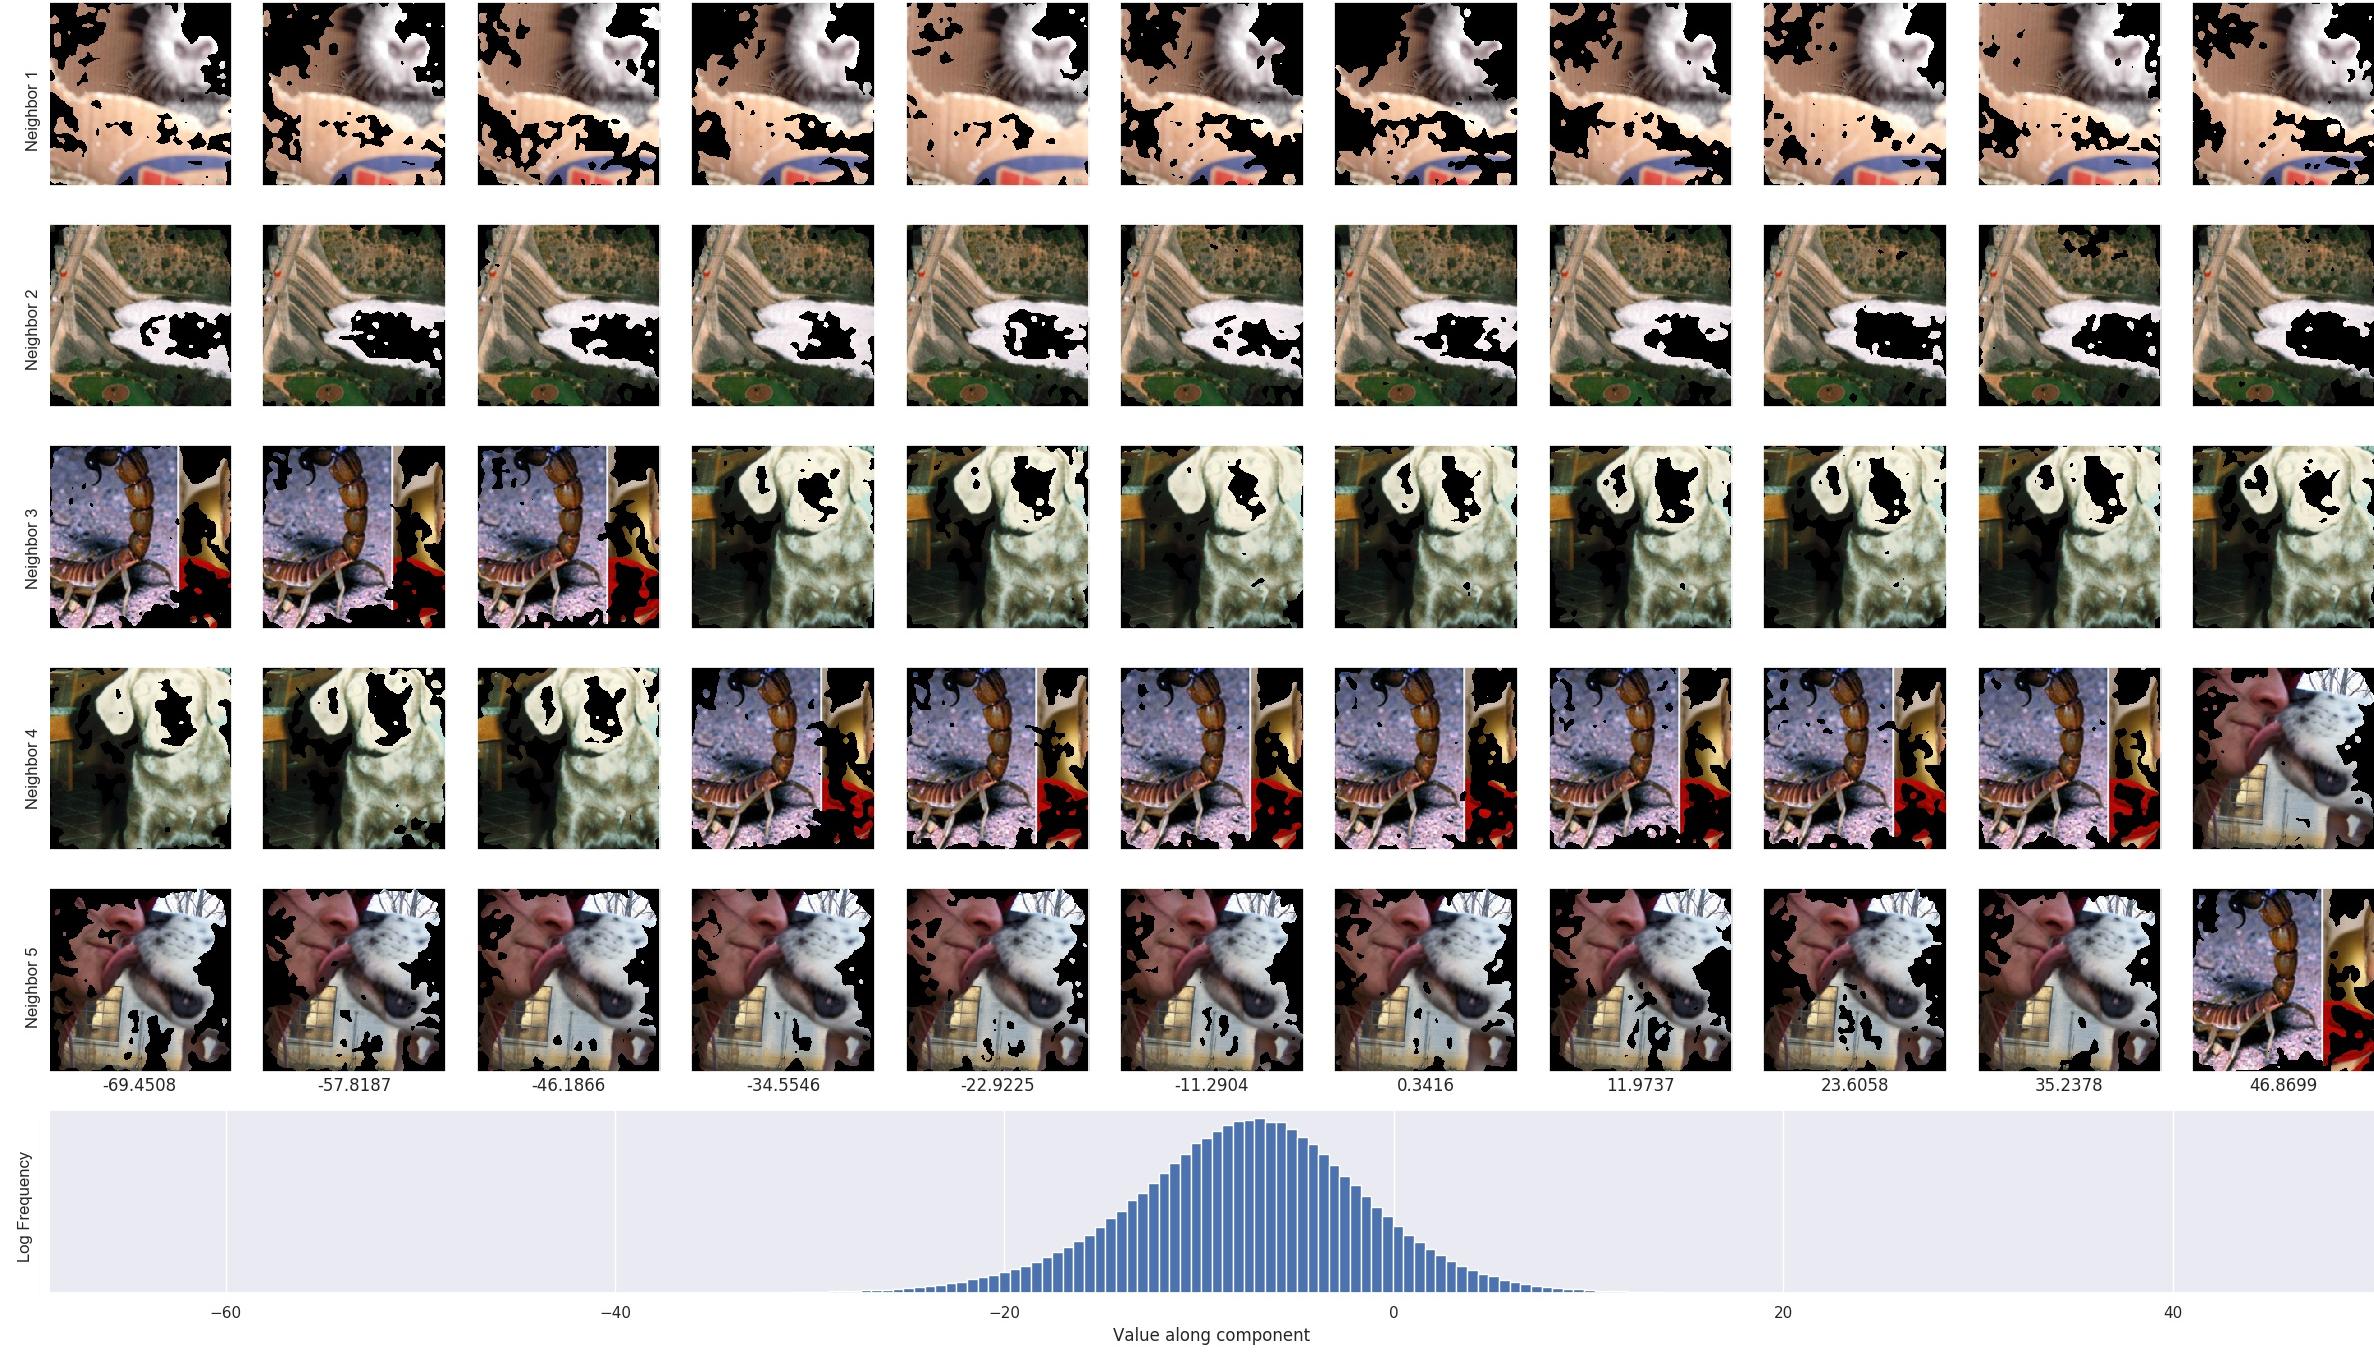 Neighbor 1
Neighbor 2
Neighbor 3
Neighbor 4
Neighbor 5
-69.4508 -57.8187 -46.1866 -34.5546 -22.9225 -11.2904 0.3416 11.9737 23.6058 35.2378 46.8699
Log Frequency
−60 −40 −20 0 20 40
Value along component